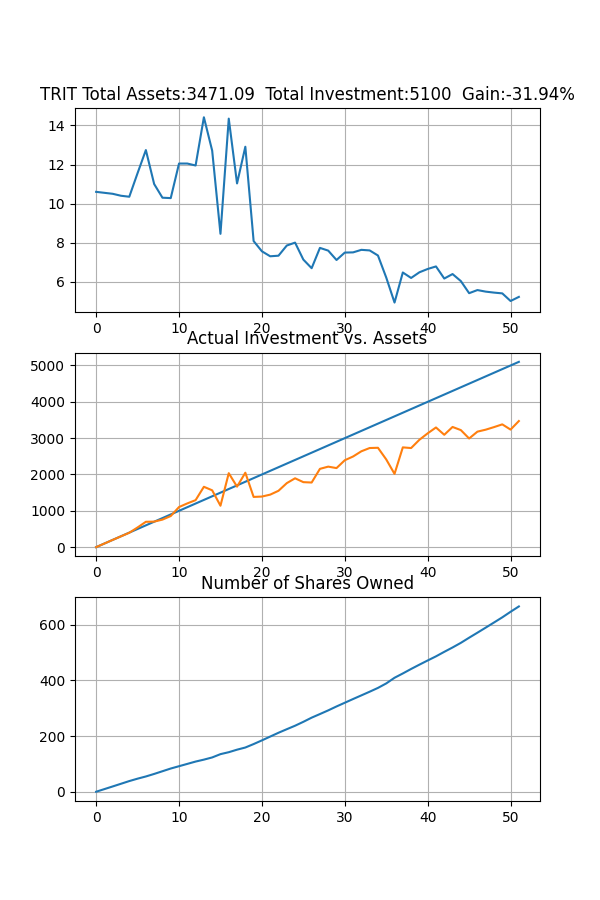 TRIT Total Assets:3471.09  Total Investment:5100  Gain:-31.94%
14
12
10
8
6
0 10 20 30 40 50
Actual Investment vs. Assets
5000
4000
3000
2000
1000
0
0 10 20 30 40 50
Number of Shares Owned
600
400
200
0
0 10 20 30 40 50